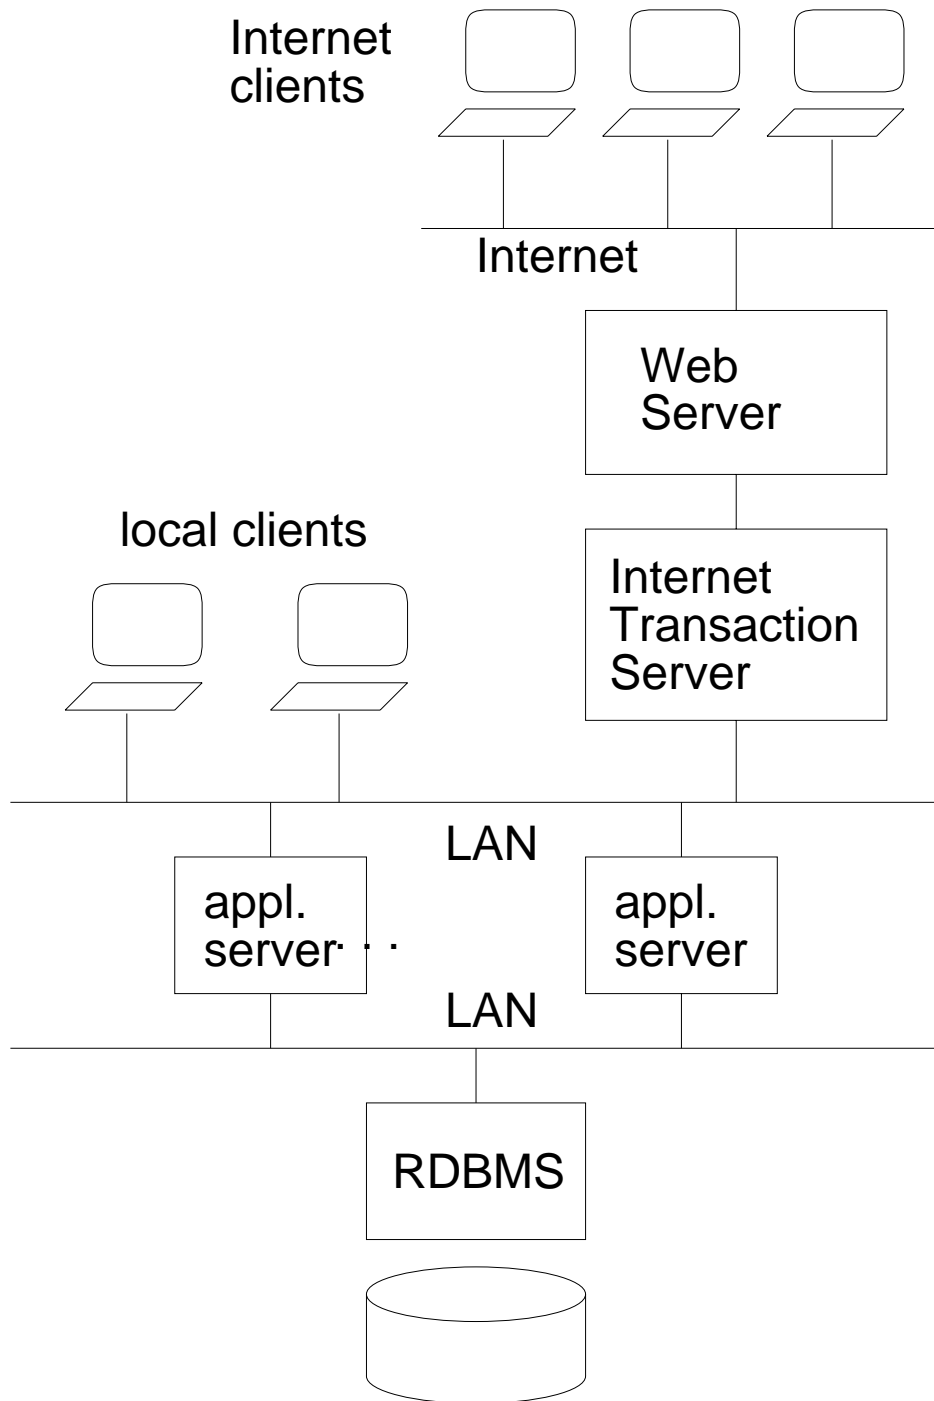 Internet
clients
Internet
Web
Server
local clients
Internet
Transaction
Server
LAN
appl.
server. . .
appl.
server
LAN
RDBMS